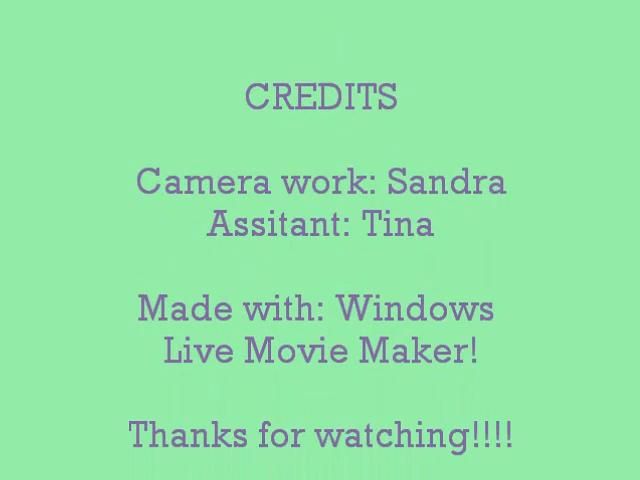 CREDITS
Camera work: Sandra
Assitant: Tina
Made with: Windows
Live Movie Maker!
Thanks for watching!!!!